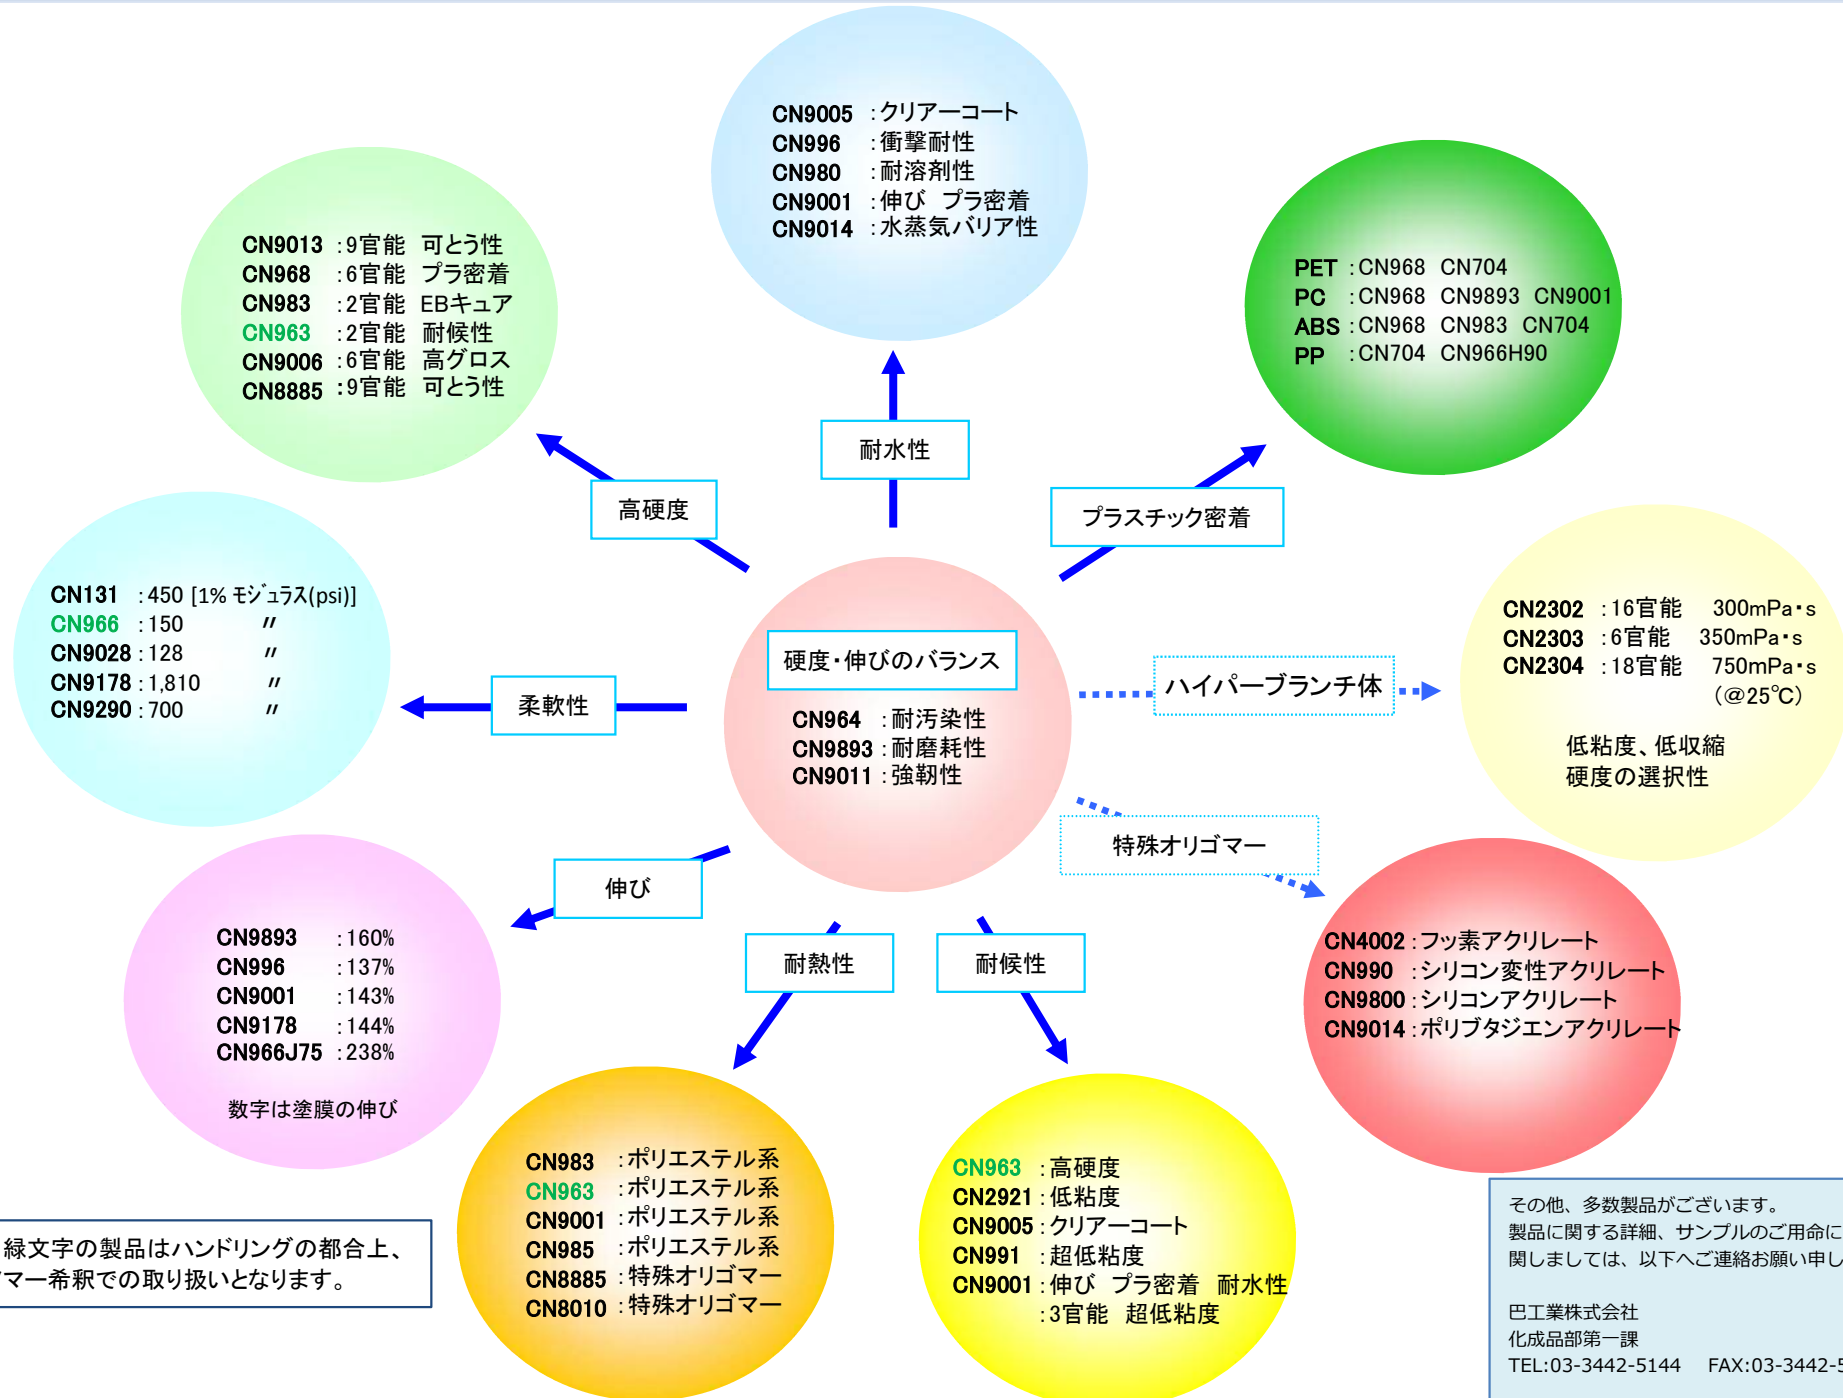 CN9005 :クリアーコート
CN996 :衝撃耐性
CN980 :耐溶剤性
CN9001 :伸び プラ密着
CN9014 :水蒸気バリア性
耐水性
CN9013 :9官能 可とう性
CN968 :6官能 プラ密着
CN983 :2官能 EBキュア
CN963 :2官能 耐候性
CN9006 :6官能 高グロス
CN8885 :9官能 可とう性
高硬度
PET :CN968 CN704
PC :CN968 CN9893 CN9001
ABS :CN968 CN983 CN704
PP :CN704 CN966H90
プラスチック密着
CN131 :450 [1% モジュラス(psi)]
CN966 :150 〃
CN9028 :128 〃
CN9178 :1,810 〃
CN9290 :700 〃
柔軟性
硬度・伸びのバランス
CN964 :耐汚染性
CN9893 :耐磨耗性
CN9011 :強靭性
ハイパーブランチ体
CN2302 :16官能 300mPa・s
CN2303 :6官能 350mPa・s
CN2304 :18官能 750mPa・s
(@25℃)
低粘度、低収縮
硬度の選択性
特殊オリゴマー
CN4002 :フッ素アクリレート
CN990 :シリコン変性アクリレート
CN9800 :シリコンアクリレート
CN9014 :ポリブタジエンアクリレート
伸び
CN9893 :160%
CN996 :137%
CN9001 :143%
CN9178 :144%
CN966J75 :238%
数字は塗膜の伸び
耐熱性
CN983 :ポリエステル系
CN963 :ポリエステル系
CN9001 :ポリエステル系
CN985 :ポリエステル系
CN8885 :特殊オリゴマー
CN8010 :特殊オリゴマー
耐候性
CN963 :高硬度
CN2921 :低粘度
CN9005 :クリアーコート
CN991 :超低粘度
CN9001 :伸び プラ密着 耐水性
:3官能 超低粘度
緑文字の製品はハンドリングの都合上、
マー希釈での取り扱いとなります。
その他、多数製品がございます。
製品に関する詳細、サンプルのご用命に
関しましては、以下へご連絡お願い申し
巴工業株式会社
化成品部第一課
TEL:03-3442-5144 FAX:03-3442-5